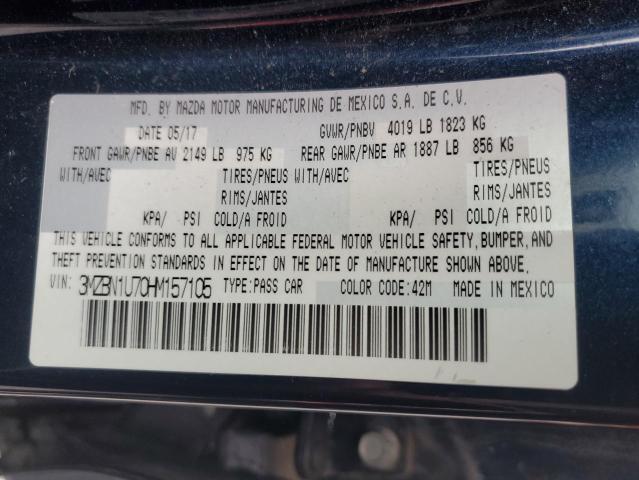 MFD. BY MAZDA MOTOR MANUFACTURING DE MEXICO S.A. DE C.V.
DATE 05/17 GVWR/PNBV 4019 LB 1823 KG
FRONT GAWR/PNBE AV 2149 LB 975 KG REAR GAWR/PNBE AR 1887 LB 856 KG
WITH/AVEC TIRES/PNEUS WITH/AVEC TIRES/PNEUS
RIMS/JANTES RIMS/JANTES
KPA/ PSI COLD/A FROID KPA/ PSI COLD/A FROID
THIS VEHICLE CONFORMS TO ALL APPLICABLE FEDERAL MOTOR VEHICLE SAFETY, BUMPER, AND
THEFT PREVENTION STANDARDS IN EFFECT ON THE DATE OF MANUFACTURE SHOWN ABOVE.
3MZBN1U70HM157105 TYPE:PASS CAR COLOR CODE:42M MADE IN MEXICO